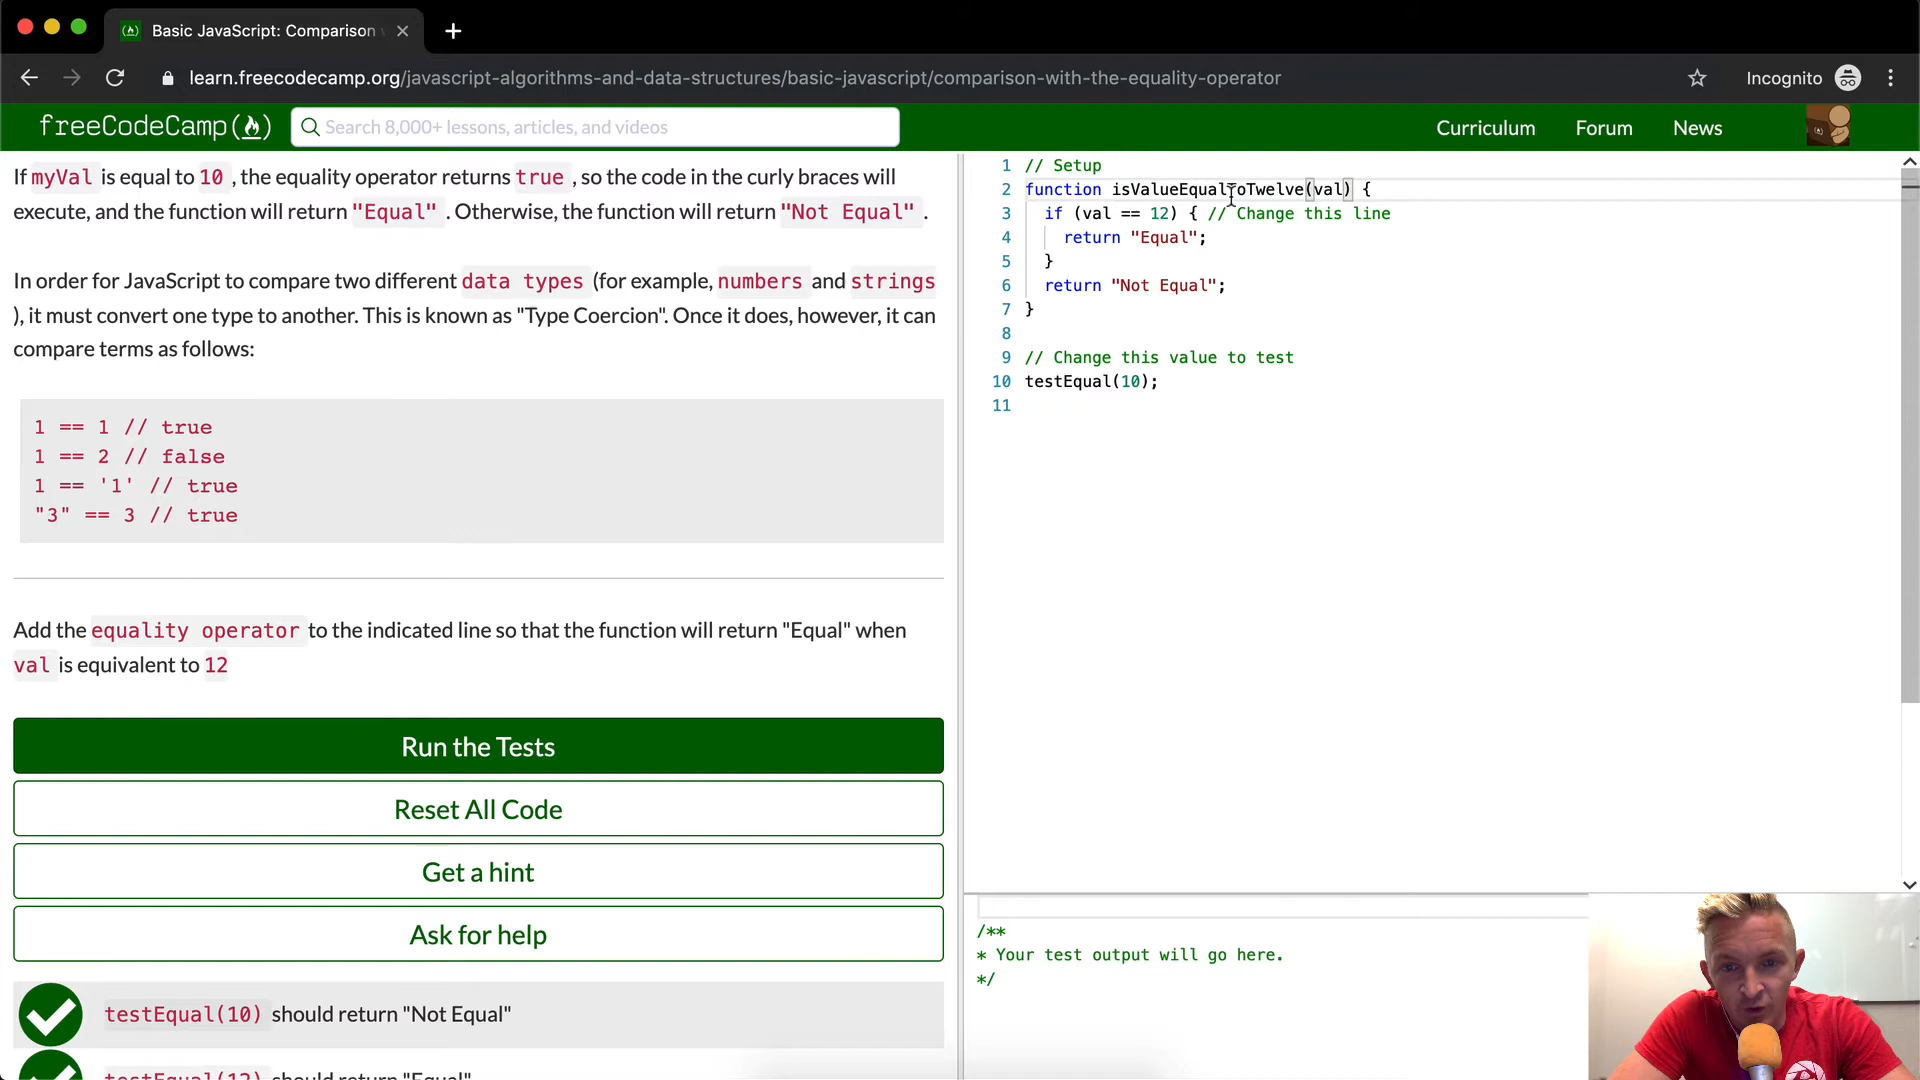 Basic JavaScript: Comparison
learn.freecodecamp.org/javascript-algorithms-and-data-structures/basic-javascript/comparison-with-the-equality-operator
Incognito
freeCodeCamp
Search 8,000+ lessons, articles, and videos
Curriculum
Forum
News
If myVal is equal to 10 , the equality operator returns true , so the code in the curly braces will
execute, and the function will return "Equal" . Otherwise, the function will return "Not Equal" .
In order for JavaScript to compare two different data types (for example, numbers and strings
), it must convert one type to another. This is known as "Type Coercion". Once it does, however, it can
compare terms as follows:
1 == 1 // true
1 == 2 // false
1 == '1' // true
"3" == 3 // true
Add the equality operator to the indicated line so that the function will return "Equal" when
val is equivalent to 12
Run the Tests
Reset All Code
Get a hint
Ask for help
testEqual(10) should return "Not Equal"
testEqual(12) should return "Equal"
1 // Setup
2 function isValueEqualToTwelve(val) {
3 if (val == 12) { // Change this line
4 return "Equal";
5 }
6 return "Not Equal";
7 }
8
9 // Change this value to test
10 testEqual(10);
11
/**
* Your test output will go here.
*/